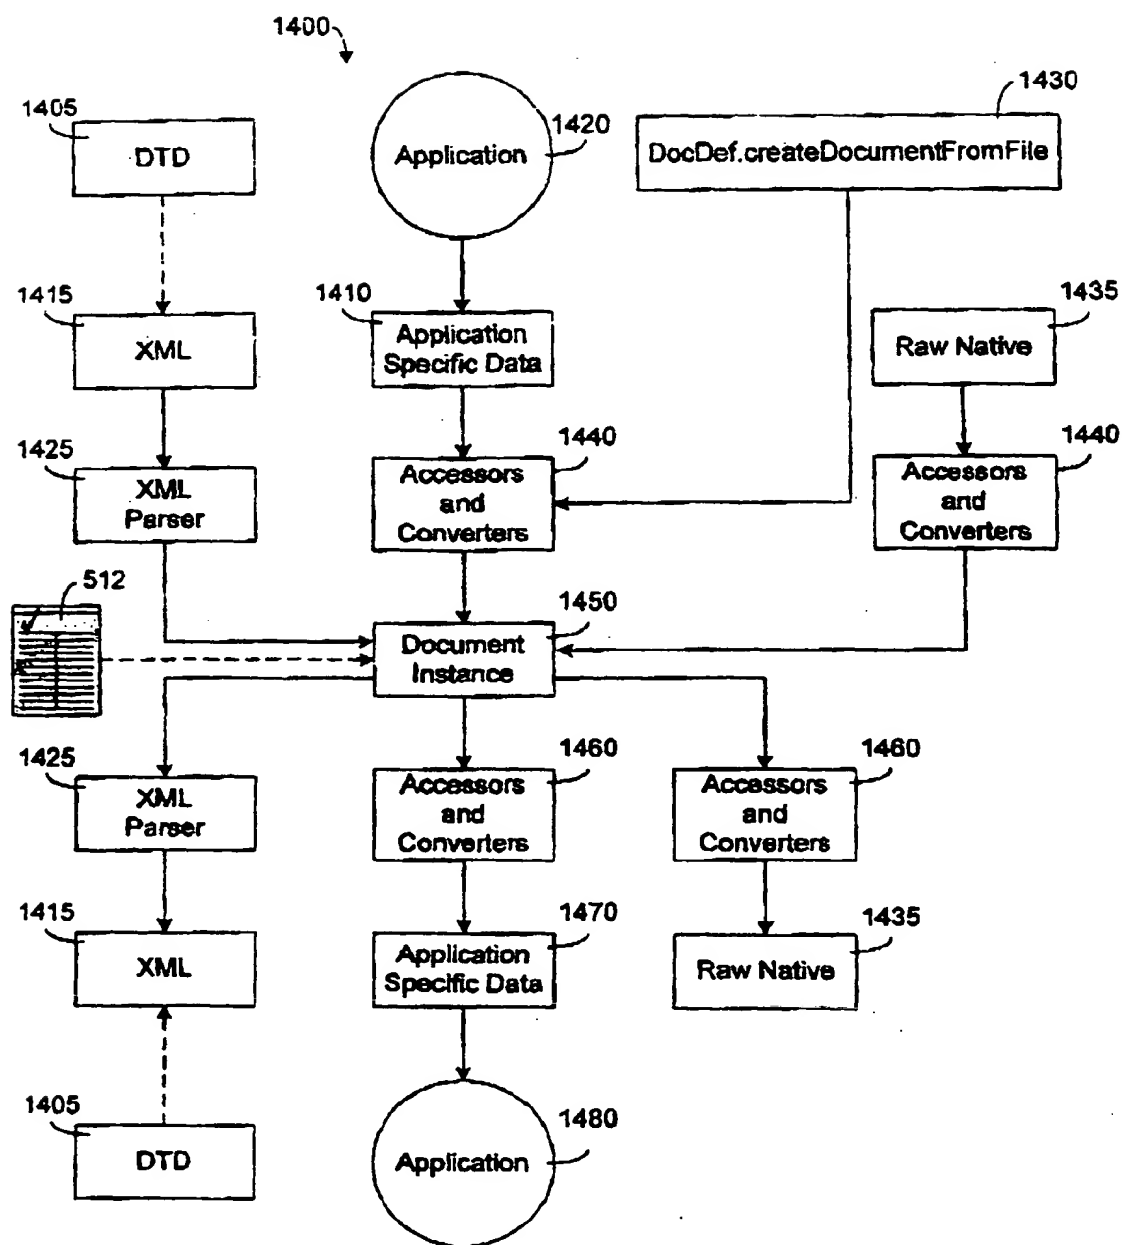 1400
1405
DTD
Application
1420
1430
DocDef.createDocumentFromFile
1415
XML
1410
Application
Specific Data
1435
Raw Native
1425
XML
Parser
1440
Accessors
and
Converters
1440
Accessors
and
Converters
512
1450
Document
Instance
1425
XML
Parser
1460
Accessors
and
Converters
1460
Accessors
and
Converters
1415
XML
1470
Application
Specific Data
1435
Raw Native
1405
DTD
Application
1480